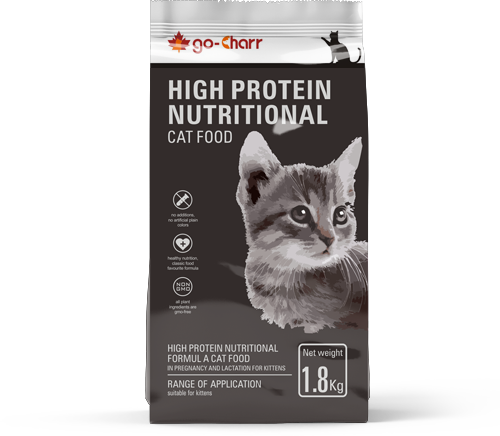 go-Charr
HIGH PROTEIN
NUTRITIONAL
CAT FOOD
no additions,
no artificial plain
colors
healthy nutrition,
classic food
favourite formula
NON
GMO
all plant
ingredients are
gmo-free
HIGH PROTEIN NUTRITIONAL
FORMUL A CAT FOOD
IN PREGNANCY AND LACTATION FOR KITTENS
RANGE OF APPLICATION
suitable for kittens
Net weight
1.8Kg